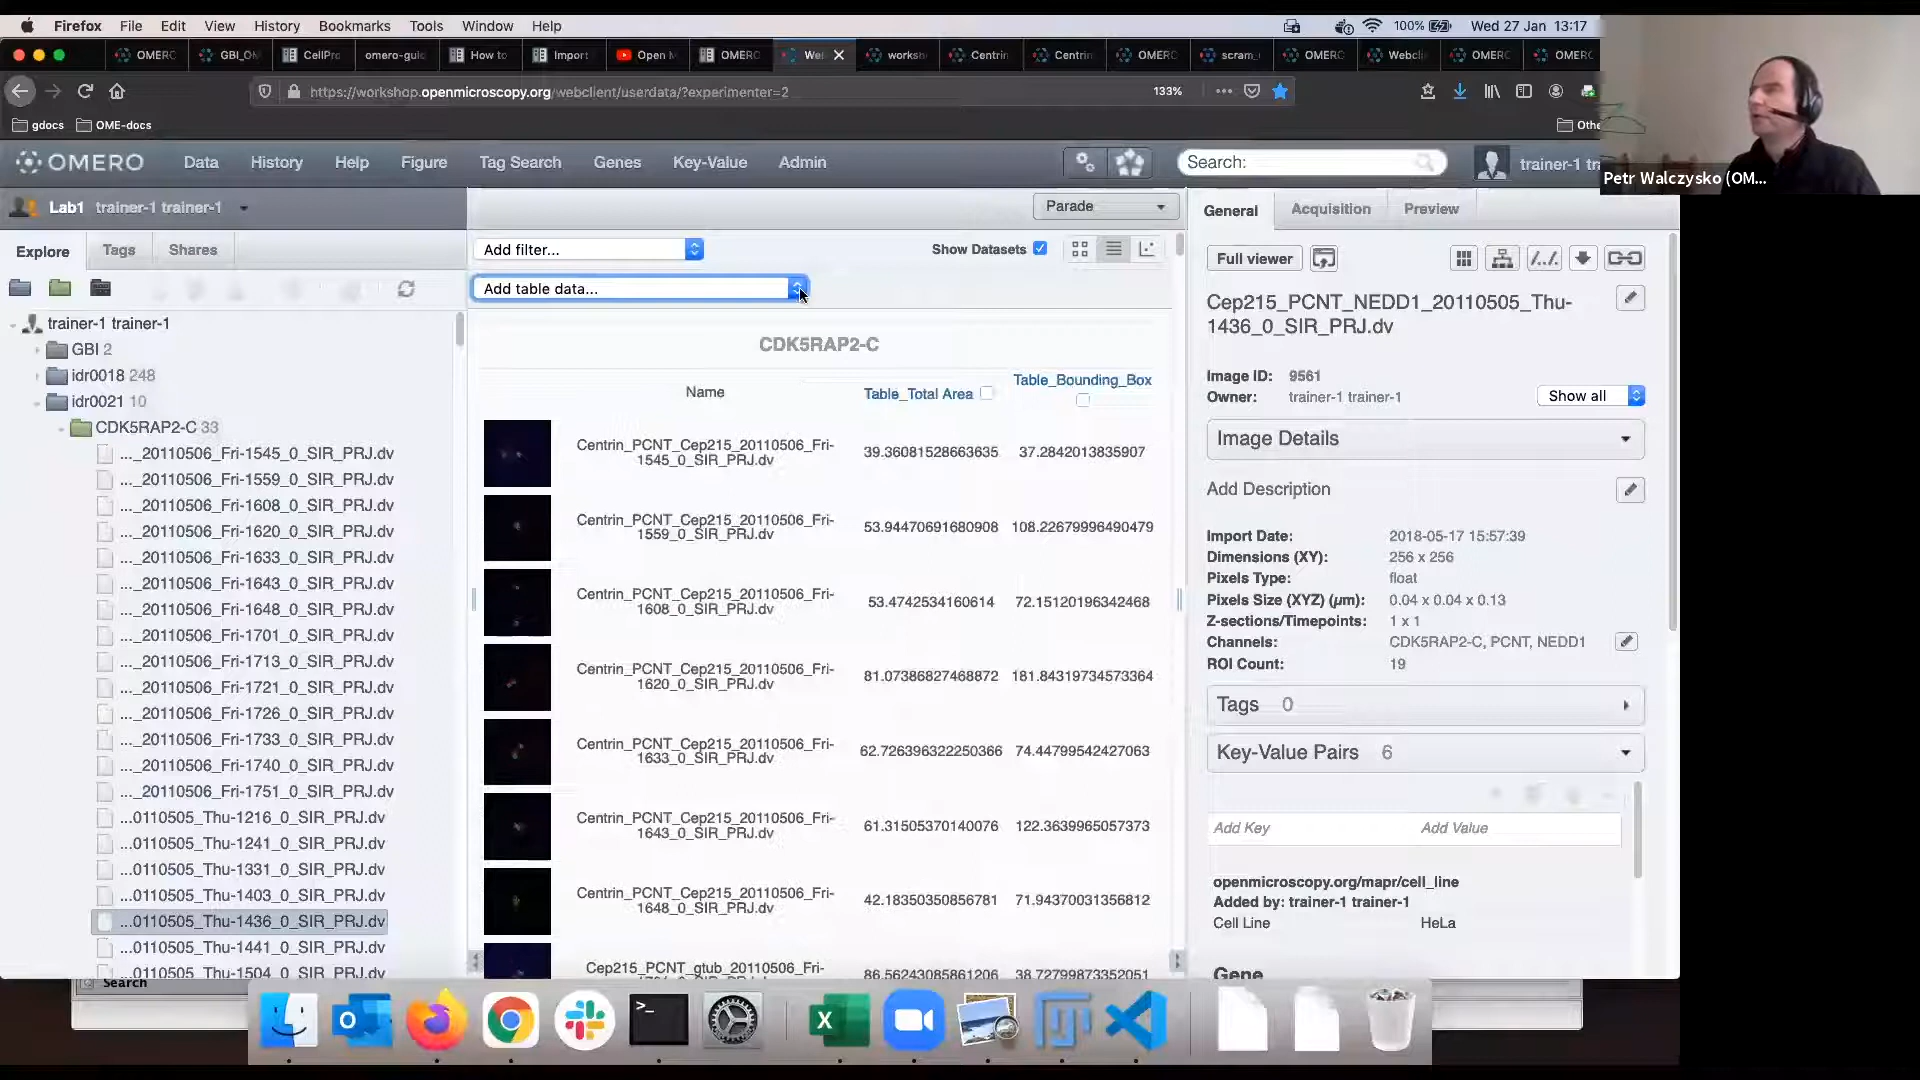 Firefox File Edit View History Bookmarks Tools Window Help 100% Wed 27 Jan 13:17
OMERO GBI_OM CellPro omero-guid How to Import Open M OMERO We worksh Centrin Centrin OMERO scram_ OMERO Webcli OMERO OMERO
https://workshop.openmicroscopy.org/webclient/userdata/?experimenter=2 133%
gdocs OME-docs Othe
OMERO Data History Help Figure Tag Search Genes Key-Value Admin Search: trainer-1 tra
Petr Walczysko (OM...
Lab1 trainer-1 trainer-1
Parade
General Acquisition Preview
Explore Tags Shares
Add filter...
Show Datasets
Full viewer
Add table data...
trainer-1 trainer-1
GBI 2
idr0018 248
idr0021 10
CDK5RAP2-C 33
..._20110506_Fri-1545_0_SIR_PRJ.dv
..._20110506_Fri-1559_0_SIR_PRJ.dv
..._20110506_Fri-1608_0_SIR_PRJ.dv
..._20110506_Fri-1620_0_SIR_PRJ.dv
..._20110506_Fri-1633_0_SIR_PRJ.dv
..._20110506_Fri-1643_0_SIR_PRJ.dv
..._20110506_Fri-1648_0_SIR_PRJ.dv
..._20110506_Fri-1701_0_SIR_PRJ.dv
..._20110506_Fri-1713_0_SIR_PRJ.dv
..._20110506_Fri-1721_0_SIR_PRJ.dv
..._20110506_Fri-1726_0_SIR_PRJ.dv
..._20110506_Fri-1733_0_SIR_PRJ.dv
..._20110506_Fri-1740_0_SIR_PRJ.dv
..._20110506_Fri-1751_0_SIR_PRJ.dv
...0110505_Thu-1216_0_SIR_PRJ.dv
...0110505_Thu-1241_0_SIR_PRJ.dv
...0110505_Thu-1331_0_SIR_PRJ.dv
...0110505_Thu-1403_0_SIR_PRJ.dv
...0110505_Thu-1436_0_SIR_PRJ.dv
...0110505_Thu-1441_0_SIR_PRJ.dv
...0110505_Thu-1504_0_SIR_PRJ.dv
CDK5RAP2-C
Name Table_Total Area Table_Bounding_Box
Centrin_PCNT_Cep215_20110506_Fri-
1545_0_SIR_PRJ.dv
39.36081528663635 37.2842013835907
Centrin_PCNT_Cep215_20110506_Fri-
1559_0_SIR_PRJ.dv
53.94470691680908 108.22679996490479
Centrin_PCNT_Cep215_20110506_Fri-
1608_0_SIR_PRJ.dv
53.4742534160614 72.15120196342468
Centrin_PCNT_Cep215_20110506_Fri-
1620_0_SIR_PRJ.dv
81.07386827468872 181.84319734573364
Centrin_PCNT_Cep215_20110506_Fri-
1633_0_SIR_PRJ.dv
62.726396322250366 74.44799542427063
Centrin_PCNT_Cep215_20110506_Fri-
1643_0_SIR_PRJ.dv
61.31505370140076 122.3639965057373
Centrin_PCNT_Cep215_20110506_Fri-
1648_0_SIR_PRJ.dv
42.18350350856781 71.94370031356812
Cep215_PCNT_gtub_20110506_Fri-
86.56243085861206 38.72799873352051
Cep215_PCNT_NEDD1_20110505_Thu-
1436_0_SIR_PRJ.dv
Image ID: 9561
Owner: trainer-1 trainer-1
Show all
Image Details
Add Description
Import Date: 2018-05-17 15:57:39
Dimensions (XY): 256 x 256
Pixels Type: float
Pixels Size (XYZ) (µm): 0.04 x 0.04 x 0.13
Z-sections/Timepoints: 1 x 1
Channels: CDK5RAP2-C, PCNT, NEDD1
ROI Count: 19
Tags 0
Key-Value Pairs 6
Add Key Add Value
openmicroscopy.org/mapr/cell_line
Added by: trainer-1 trainer-1
Cell Line HeLa
Gene
Search